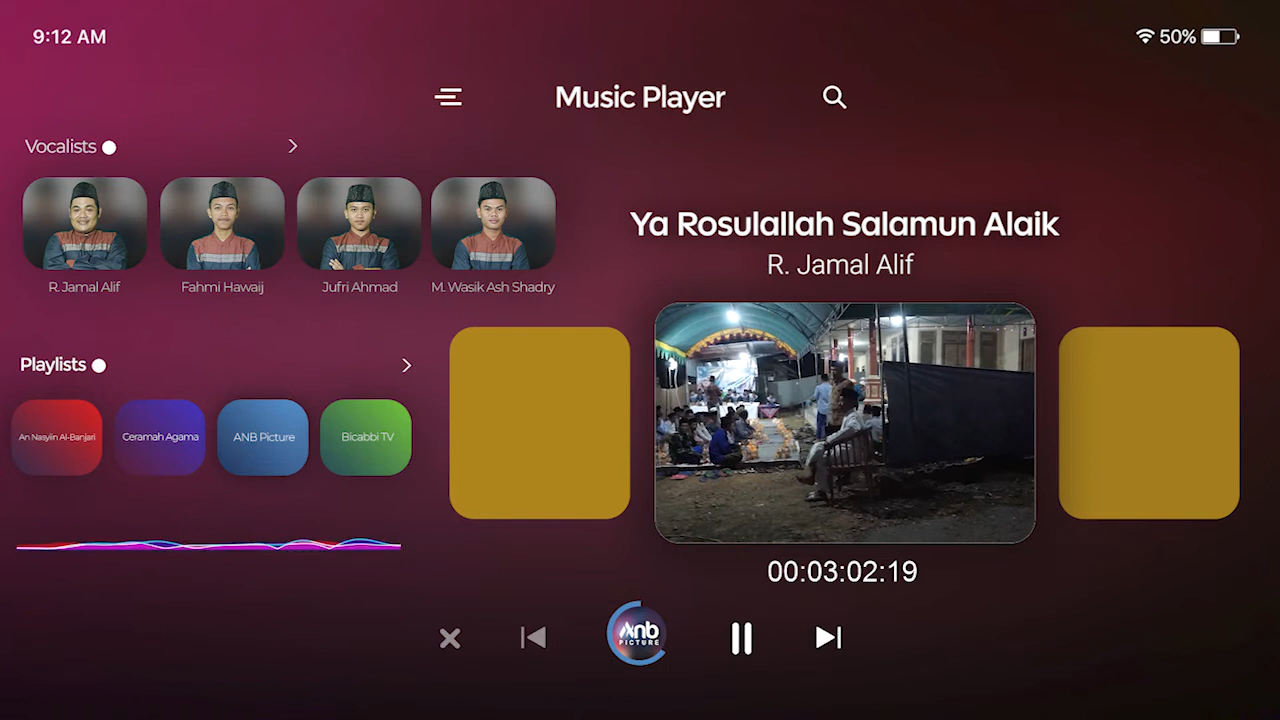 9:12 AM
50%
Music Player
Vocalists
R. Jamal Alif
Fahmi Hawaij
Jufri Ahmad
M. Wasik Ash Shadry
Ya Rosulallah Salamun Alaik
R. Jamal Alif
Playlists
An Nasyiin Al-Banjari
Ceramah Agama
ANB Picture
Bicabbi TV
00:03:02:19
Anb
PICTURE